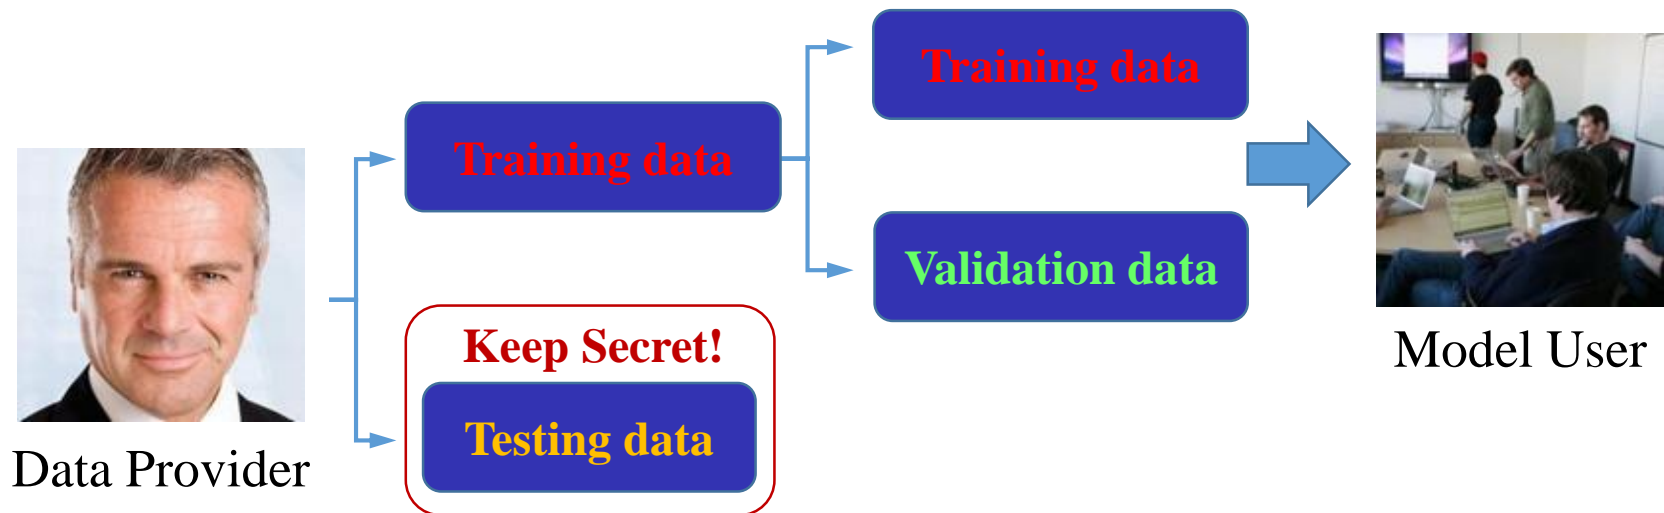 Training data
Training data
Validation data
Keep Secret!
Testing data
Data Provider
Model User